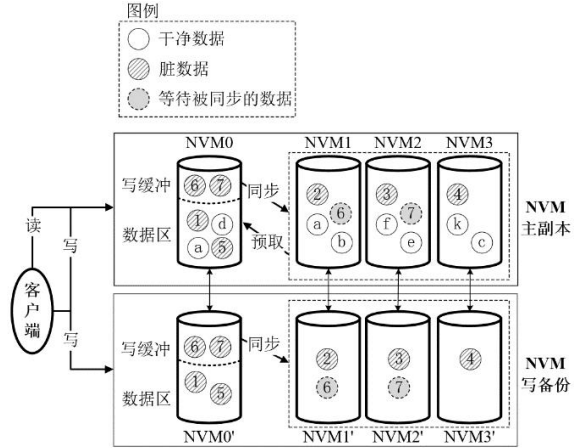 图例
干净数据
脏数据
等待被同步的数据
NVM0 NVM1 NVM2 NVM3
写缓冲 6 7 同步 2 3 4
数据区 1 d a 5 预取 a 6 b f 7 e k c
NVM
主副本
读
写
客户端
写
写缓冲 6 7 同步 2 3 4
数据区 1 5 6 7
NVM
写备份
NVM0' NVM1' NVM2' NVM3'